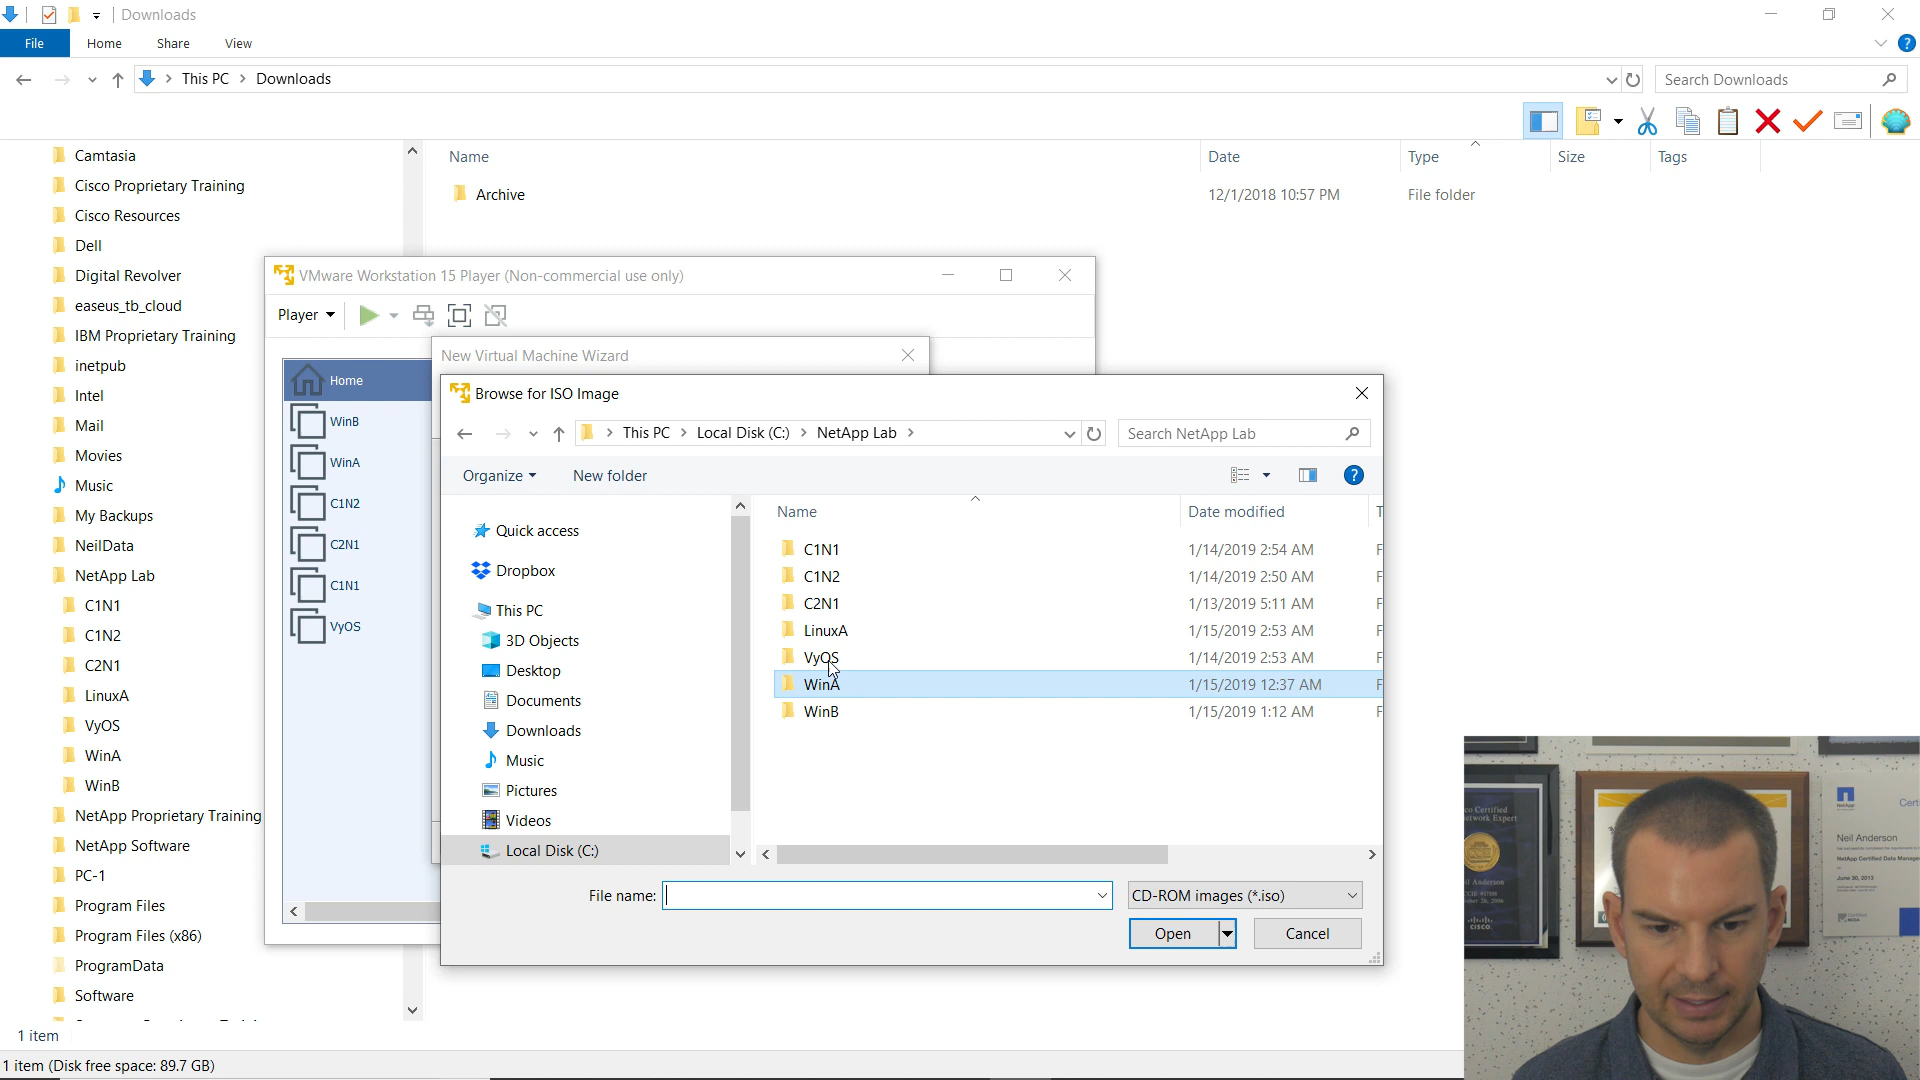 Downloads
File Home Share View
This PC > Downloads
Search Downloads
Name Date Type Size Tags
Archive 12/1/2018 10:57 PM File folder
Camtasia
Cisco Proprietary Training
Cisco Resources
Dell
Digital Revolver
easeus_tb_cloud
IBM Proprietary Training
inetpub
Intel
Mail
Movies
Music
My Backups
NeilData
NetApp Lab
C1N1
C1N2
C2N1
LinuxA
VyOS
WinA
WinB
NetApp Proprietary Training
NetApp Software
PC-1
Program Files
Program Files (x86)
ProgramData
Software
1 item
1 item (Disk free space: 89.7 GB)
VMware Workstation 15 Player (Non-commercial use only)
Player
Home
WinB
WinA
C1N2
C2N1
C1N1
VyOS
New Virtual Machine Wizard
Browse for ISO Image
This PC > Local Disk (C:) > NetApp Lab >
Search NetApp Lab
Organize New folder
Quick access
Dropbox
This PC
3D Objects
Desktop
Documents
Downloads
Music
Pictures
Videos
Local Disk (C:)
Name Date modified T
C1N1 1/14/2019 2:54 AM F
C1N2 1/14/2019 2:50 AM F
C2N1 1/13/2019 5:11 AM F
LinuxA 1/15/2019 2:53 AM F
VyOS 1/14/2019 2:53 AM F
WinA 1/15/2019 12:37 AM F
WinB 1/15/2019 1:12 AM F
File name: CD-ROM images (*.iso)
Open Cancel
NetApp
Neil Anderson
NetApp Certified Data Manage
June 30, 2013